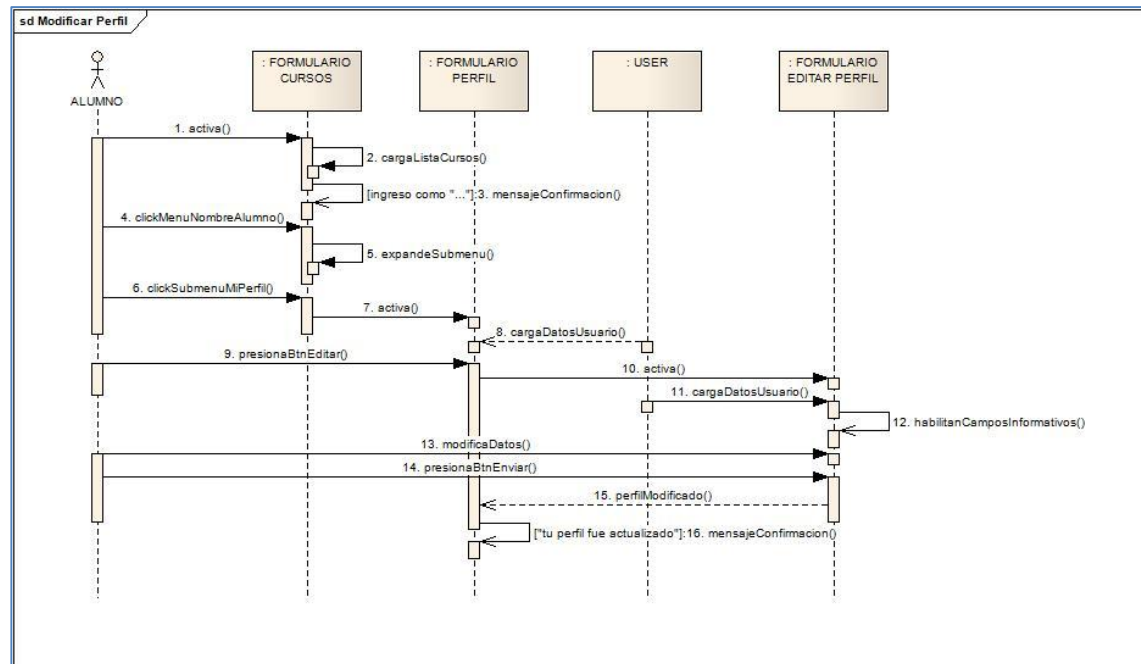 sd Modificar Perfil
ALUMNO
: FORMULARIO
CURSOS
: FORMULARIO
PERFIL
: USER
: FORMULARIO
EDITAR PERFIL
1. activa()
2. cargaListaCursos()
[ingreso como "..."]:3. mensajeConfirmacion()
4. clickMenuNombreAlumno()
5. expandeSubmenu()
6. clickSubmenuMiPerfil()
7. activa()
8. cargaDatosUsuario()
9. presionaBtnEditar()
10. activa()
11. cargaDatosUsuario()
12. habilitanCamposInformativos()
13. modificaDatos()
14. presionaBtnEnviar()
15. perfilModificado()
["tu perfil fue actualizado"]:16. mensajeConfirmacion()